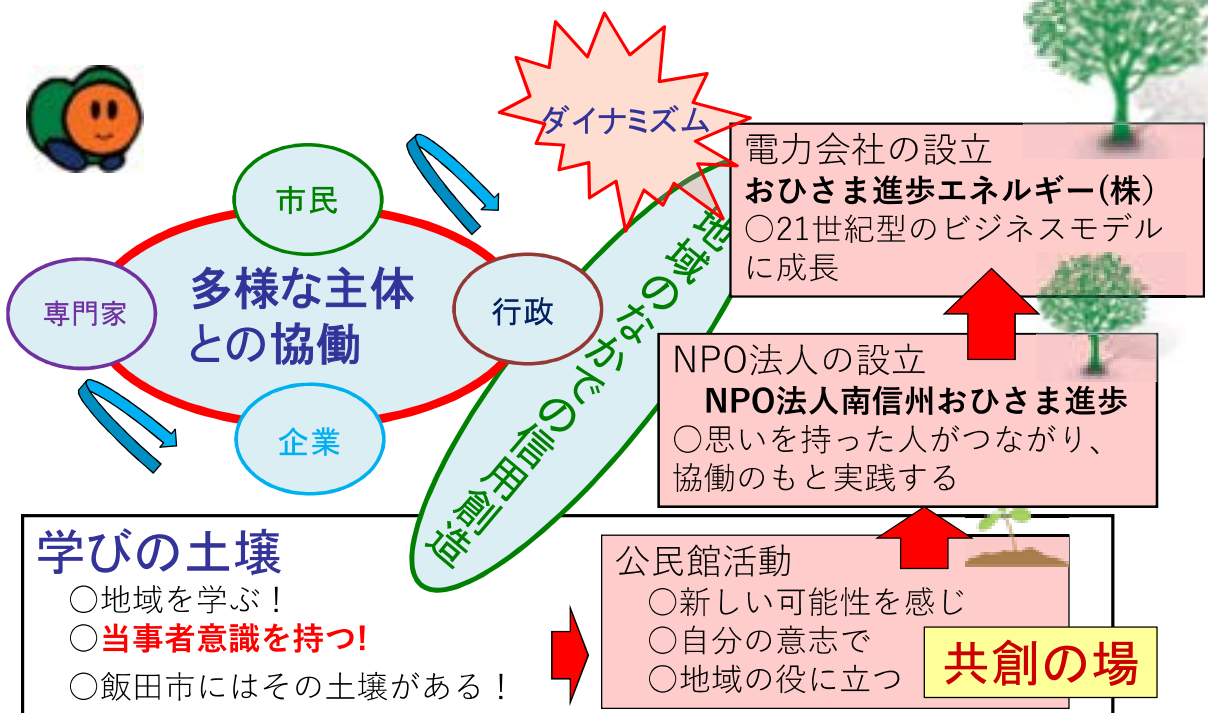 ダイナミズム
市民
専門家
多様な主体
との協働
行政
企業
地域のなかでの信用創造
電力会社の設立
おひさま進歩エネルギー(株)
○21世紀型のビジネスモデル
に成長
NPO法人の設立
NPO法人南信州おひさま進歩
○思いを持った人がつながり、
協働のもと実践する
学びの土壌
○地域を学ぶ！
○当事者意識を持つ!
○飯田市にはその土壌がある！
公民館活動
○新しい可能性を感じ
○自分の意志で
○地域の役に立つ
共創の場